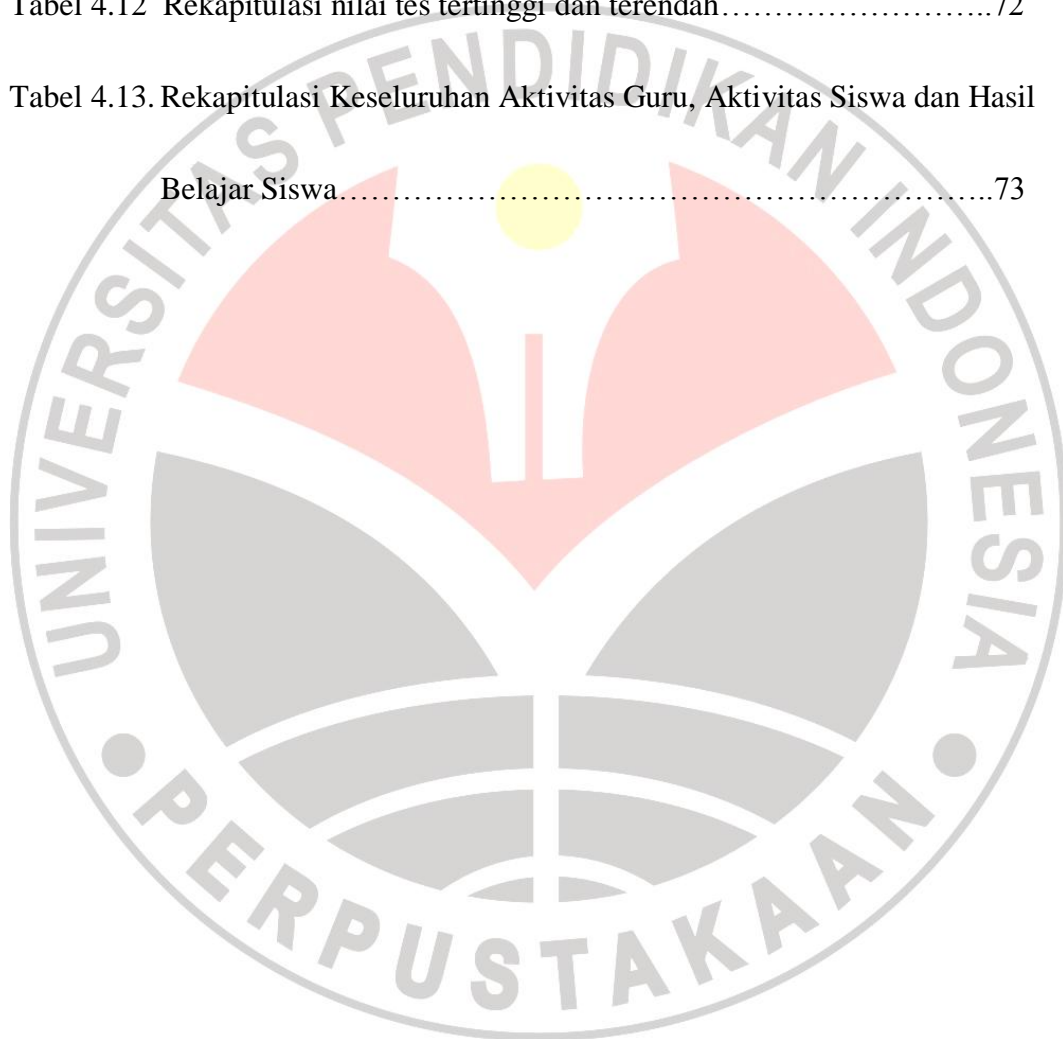 Tabel 4.12 Rekapitulasi nilai tes tertinggi dan terendah……………………..72
Tabel 4.13. Rekapitulasi Keseluruhan Aktivitas Guru, Aktivitas Siswa dan Hasil
Belajar Siswa……………………………………………………….73
UNIVERSITAS PENDIDIKAN INDONESIA
PERPUSTAKAAN